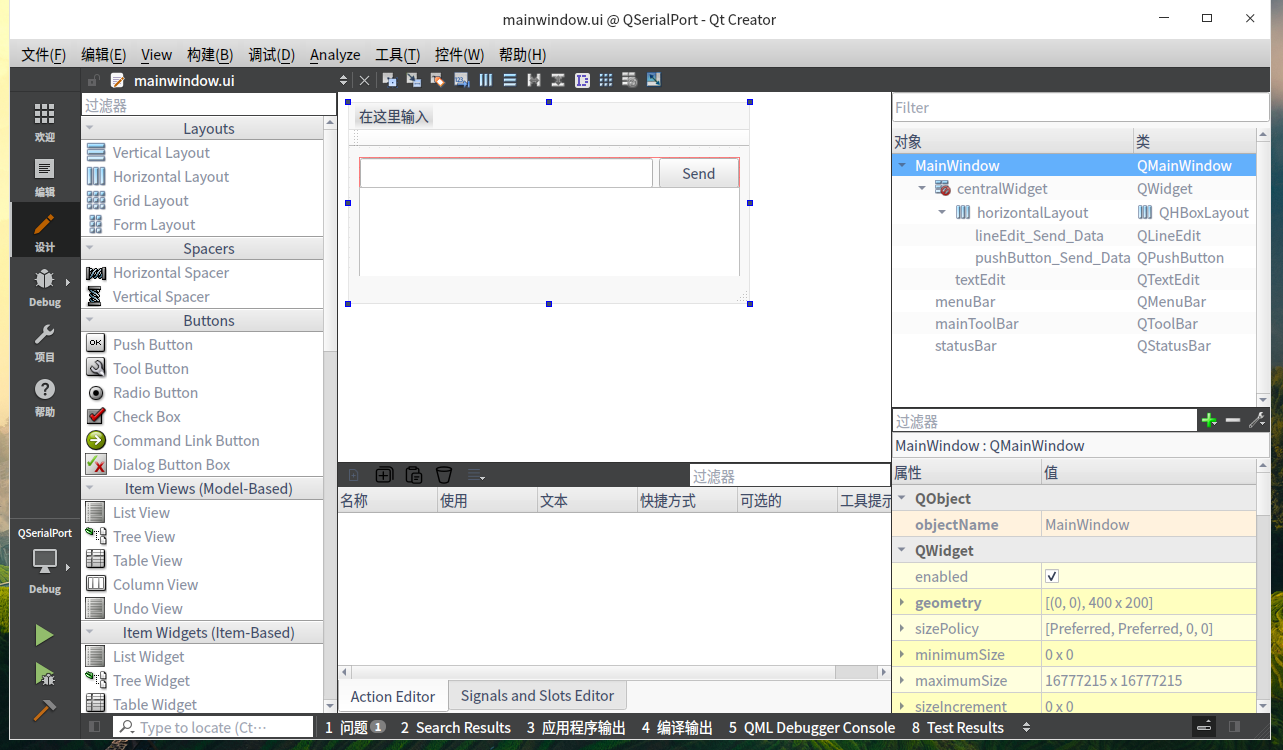 mainwindow.ui @ QSerialPort - Qt Creator
文件(F) 编辑(E) View 构建(B) 调试(D) Analyze 工具(T) 控件(W) 帮助(H)
mainwindow.ui
欢迎
编辑
设计
Debug
项目
帮助
QSerialPort
Debug
过滤器
Layouts
Vertical Layout
Horizontal Layout
Grid Layout
Form Layout
Spacers
Horizontal Spacer
Vertical Spacer
Buttons
OK Push Button
Tool Button
Radio Button
Check Box
Command Link Button
Dialog Button Box
Item Views (Model-Based)
List View
Tree View
Table View
Column View
Undo View
Item Widgets (Item-Based)
List Widget
Tree Widget
Table Widget
在这里输入
Send
过滤器
名称 使用 文本 快捷方式 可选的 工具提示
Action Editor Signals and Slots Editor
Filter
对象 类
MainWindow QMainWindow
centralWidget QWidget
horizontalLayout QHBoxLayout
lineEdit_Send_Data QLineEdit
pushButton_Send_Data QPushButton
textEdit QTextEdit
menuBar QMenuBar
mainToolBar QToolBar
statusBar QStatusBar
过滤器
MainWindow : QMainWindow
属性 值
QObject
objectName MainWindow
QWidget
enabled
geometry [(0, 0), 400 x 200]
sizePolicy [Preferred, Preferred, 0, 0]
minimumSize 0 x 0
maximumSize 16777215 x 16777215
sizeIncrement 0 x 0
Type to locate (Ct⋯ 1 问题 1 2 Search Results 3 应用程序输出 4 编译输出 5 QML Debugger Console 8 Test Results